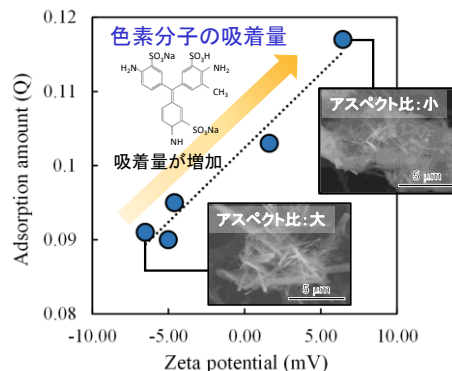 色素分子の吸着量
SO₃Na
SO₃H
H₂N
NH₂
CH₃
SO₃Na
NH
吸着量が増加
アスペクト比：小
5 μm
アスペクト比：大
5 μm
Adsorption amount (Q)
0.12
0.11
0.1
0.09
0.08
-10.00
-5.00
0.00
5.00
10.00
Zeta potential (mV)